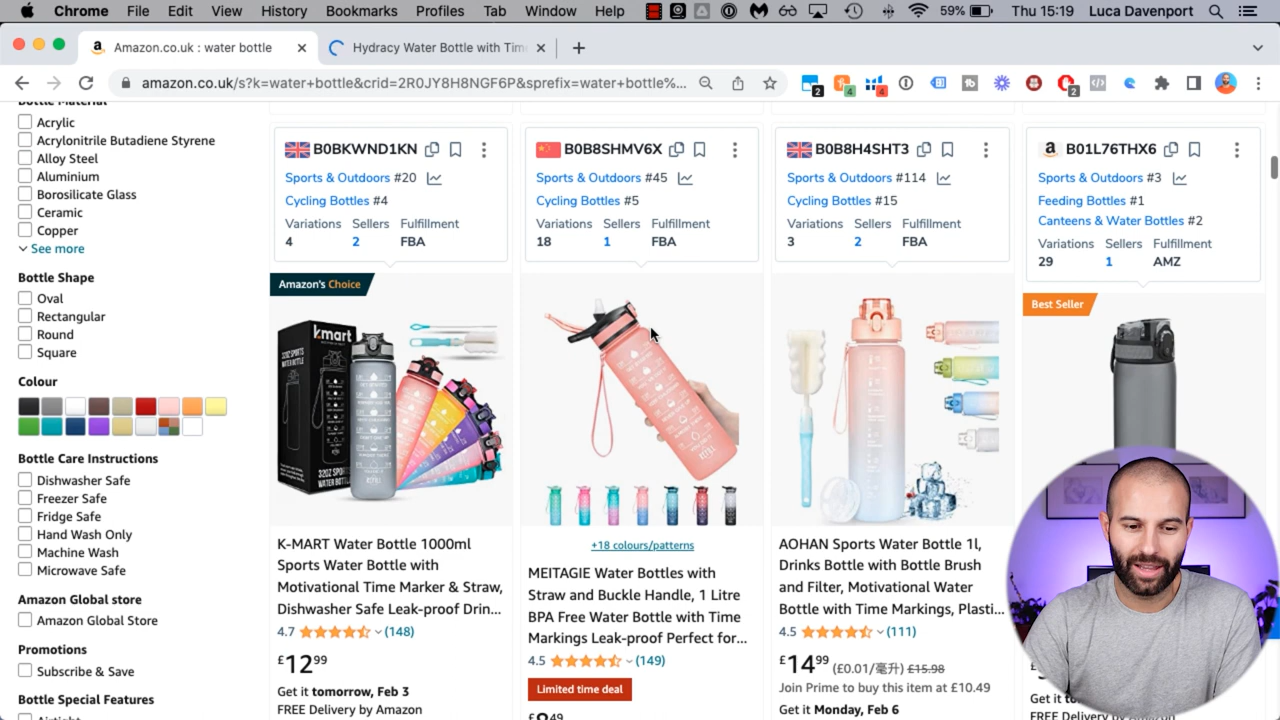 Chrome File Edit View History Bookmarks Profiles Tab Window Help 59% Thu 15:19 Luca Davenport
Amazon.co.uk : water bottle
Hydracy Water Bottle with Tim
amazon.co.uk/s?k=water+bottle&crid=2R0JY8H8NGF6P&sprefix=water+bottle%...
2 4 4 2
Bottle Material
Acrylic
Acrylonitrile Butadiene Styrene
Alloy Steel
Aluminium
Borosilicate Glass
Ceramic
Copper
See more
Bottle Shape
Oval
Rectangular
Round
Square
Colour
Bottle Care Instructions
Dishwasher Safe
Freezer Safe
Fridge Safe
Hand Wash Only
Machine Wash
Microwave Safe
Amazon Global store
Amazon Global Store
Promotions
Subscribe & Save
Bottle Special Features
Airtight
B0BKWND1KN
Sports & Outdoors #20
Cycling Bottles #4
Variations Sellers Fulfillment
4 2 FBA
Amazon's Choice
kmart
K-MART Water Bottle 1000ml
Sports Water Bottle with
Motivational Time Marker & Straw,
Dishwasher Safe Leak-proof Drin...
4.7 (148)
£12 99
Get it tomorrow, Feb 3
FREE Delivery by Amazon
B0B8SHMV6X
Sports & Outdoors #45
Cycling Bottles #5
Variations Sellers Fulfillment
18 1 FBA
+18 colours/patterns
MEITAGIE Water Bottles with
Straw and Buckle Handle, 1 Litre
BPA Free Water Bottle with Time
Markings Leak-proof Perfect for...
4.5 (149)
Limited time deal
£8 49
B0B8H4SHT3
Sports & Outdoors #114
Cycling Bottles #15
Variations Sellers Fulfillment
3 2 FBA
AOHAN Sports Water Bottle 1l,
Drinks Bottle with Bottle Brush
and Filter, Motivational Water
Bottle with Time Markings, Plasti...
4.5 (111)
£14 99 (£0.01/毫升) £15.98
Join Prime to buy this item at £10.49
Get it Monday, Feb 6
B01L76THX6
Sports & Outdoors #3
Feeding Bottles #1
Canteens & Water Bottles #2
Variations Sellers Fulfillment
29 1 AMZ
Best Seller